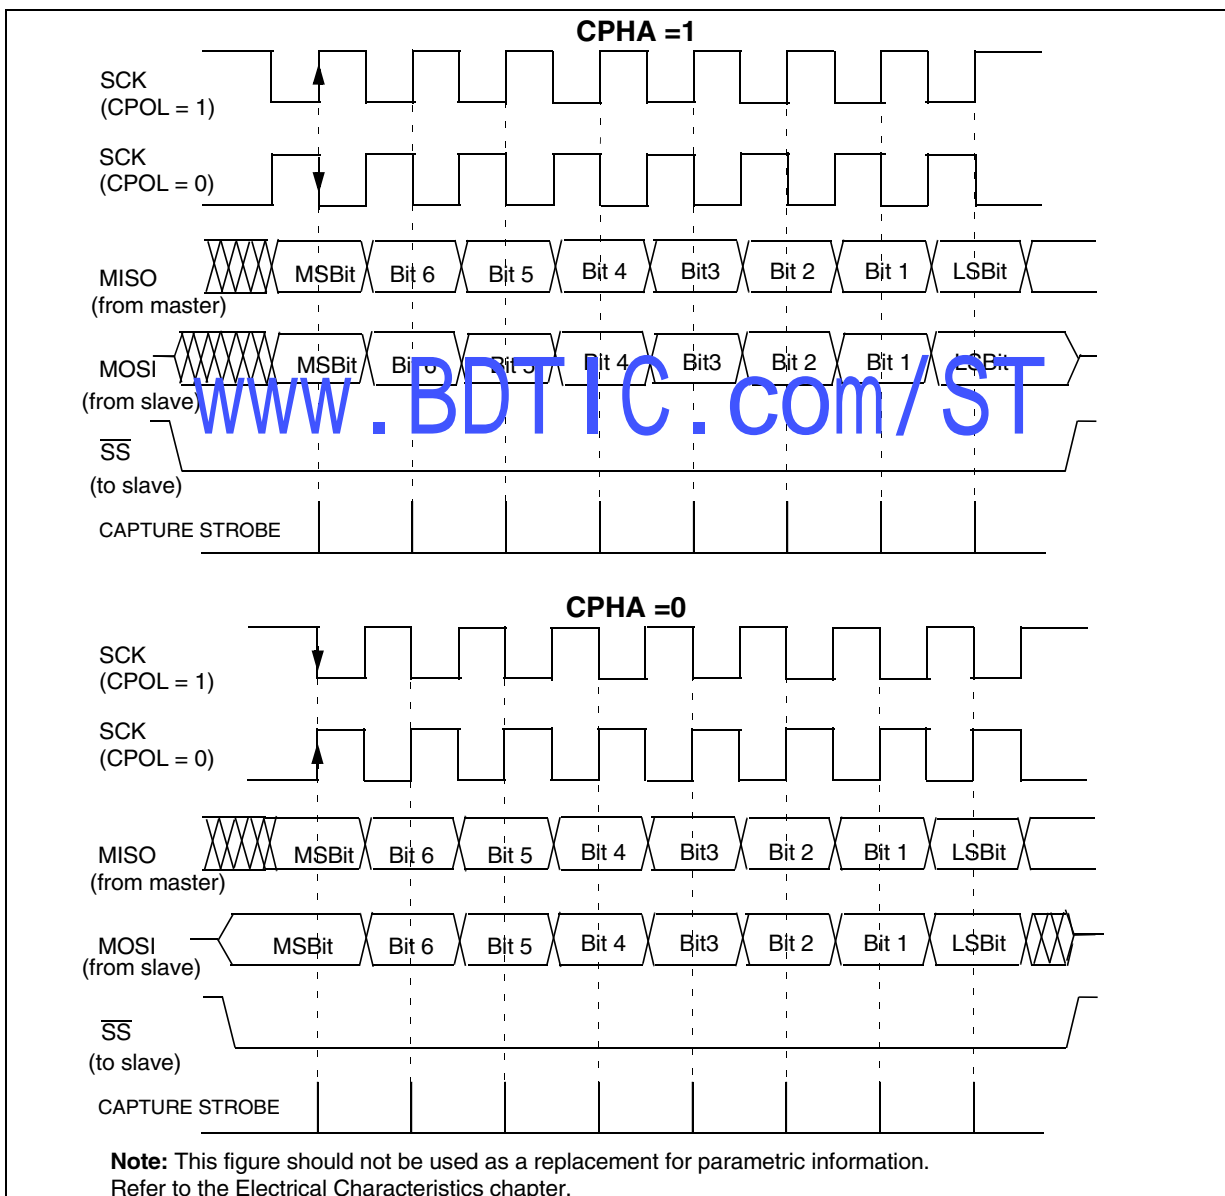 CPHA =1
SCK
(CPOL = 1)
SCK
(CPOL = 0)
MISO
(from master)
MSBit Bit 6 Bit 5 Bit 4 Bit3 Bit 2 Bit 1 LSBit
MOSI
(from slave)
MSBit Bit 6 Bit 5 Bit 4 Bit3 Bit 2 Bit 1 LSBit
www.BDTIC.com/ST
SS
(to slave)
CAPTURE STROBE
CPHA =0
SCK
(CPOL = 1)
SCK
(CPOL = 0)
MISO
(from master)
MSBit Bit 6 Bit 5 Bit 4 Bit3 Bit 2 Bit 1 LSBit
MOSI
(from slave)
MSBit Bit 6 Bit 5 Bit 4 Bit3 Bit 2 Bit 1 LSBit
SS
(to slave)
CAPTURE STROBE
Note: This figure should not be used as a replacement for parametric information.
Refer to the Electrical Characteristics chapter.